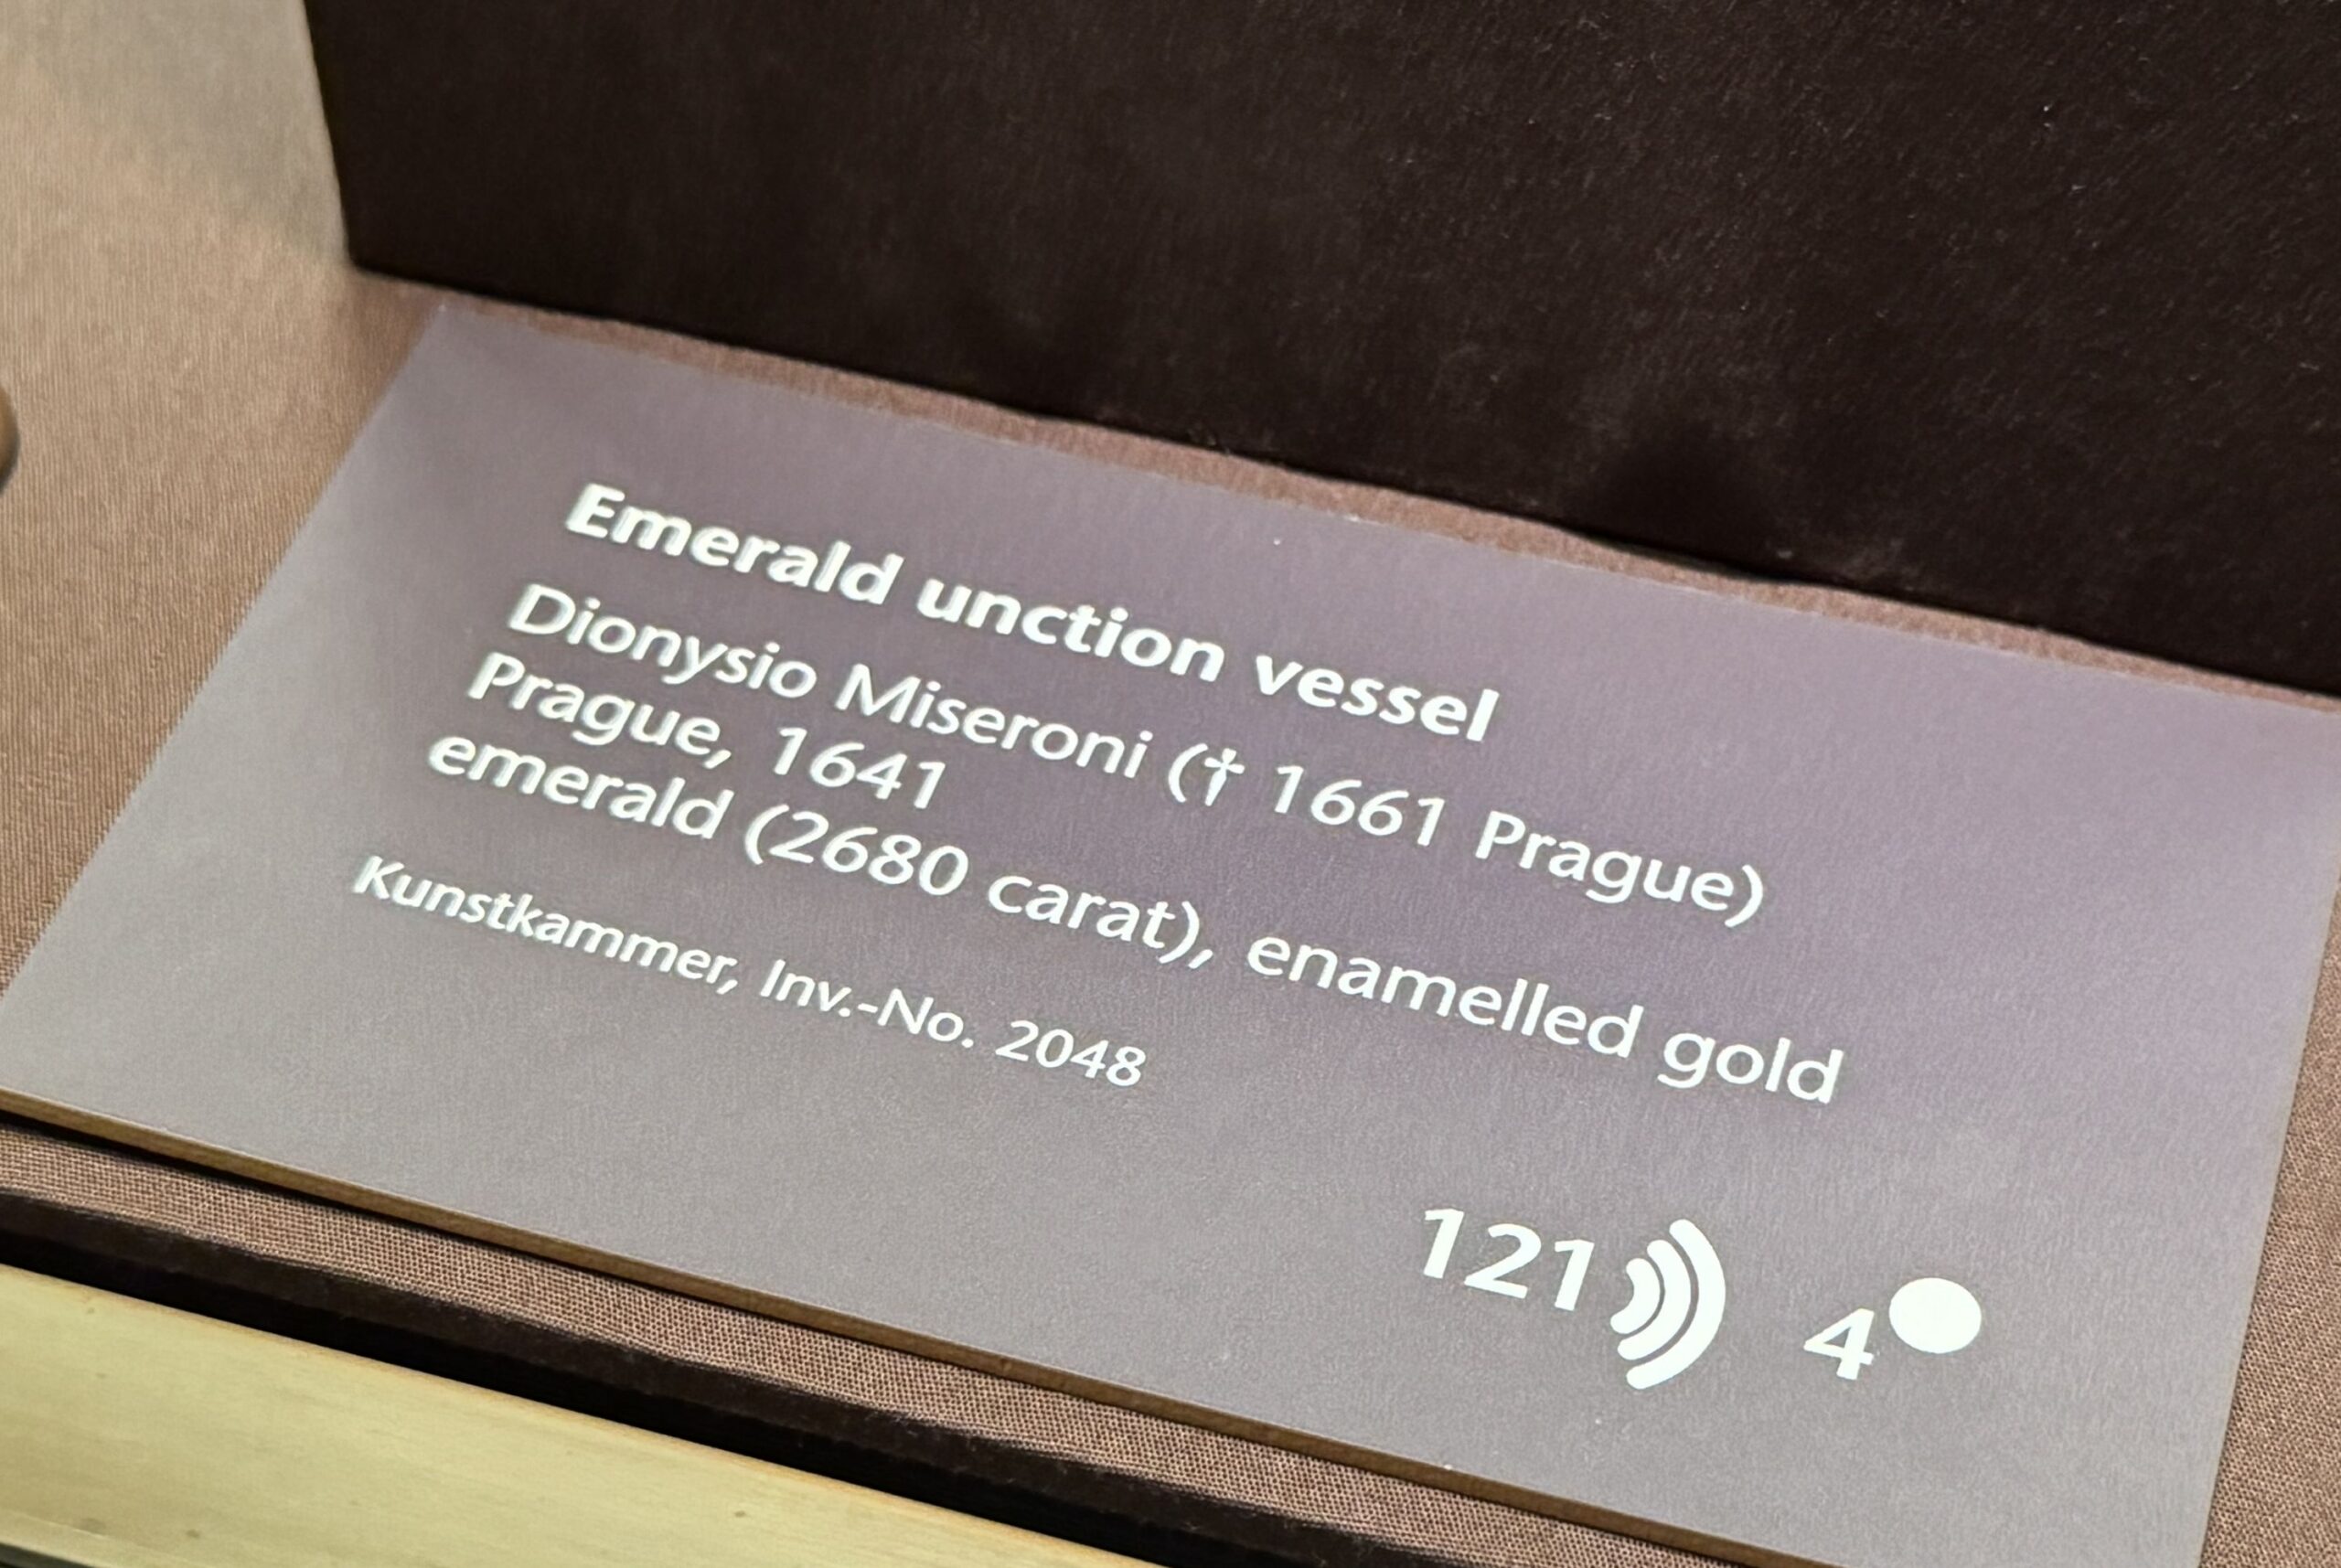 Emerald unction vessel
Dionysio Miseroni († 1661 Prague)
Prague, 1641
emerald (2680 carat), enamelled gold
Kunstkammer, Inv.-No. 2048
121 4